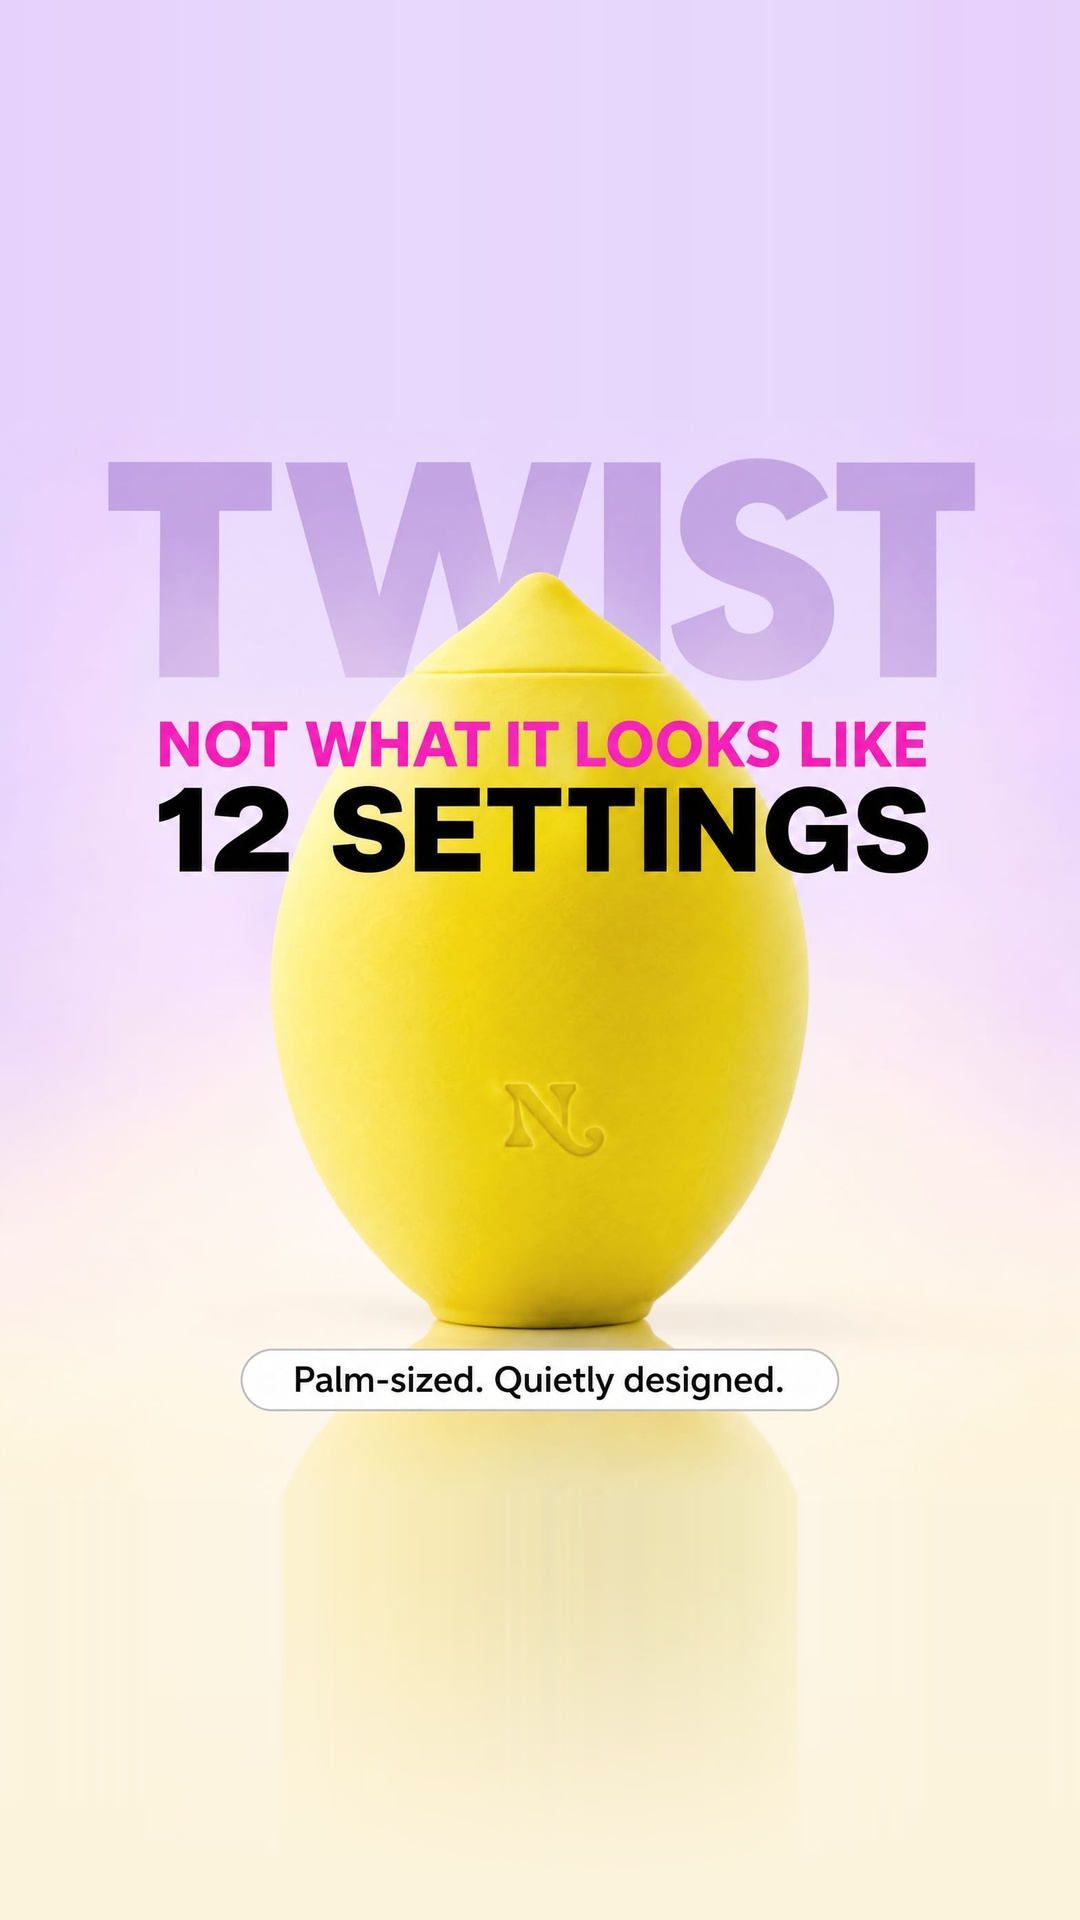 TWIST
NOT WHAT IT LOOKS LIKE
12 SETTINGS
N
Palm-sized. Quietly designed.